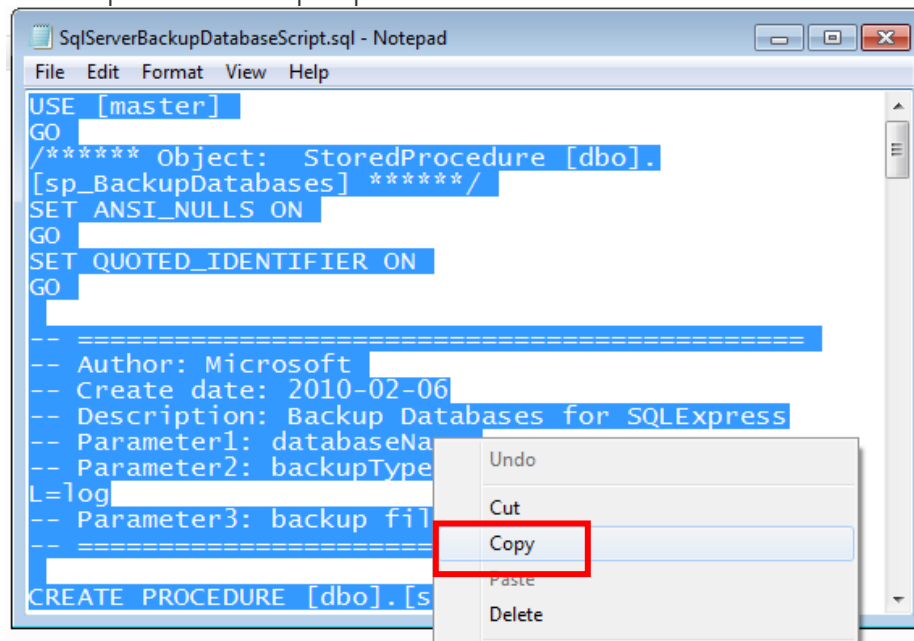 SqlServerBackupDatabaseScript.sql - Notepad
File Edit Format View Help
USE [master]
GO
/****** Object:  StoredProcedure [dbo].
[sp_BackupDatabases] ******/
SET ANSI_NULLS ON
GO
SET QUOTED_IDENTIFIER ON
GO
-- =============================================
-- Author: Microsoft
-- Create date: 2010-02-06
-- Description: Backup Databases for SQLExpress
-- Parameter1: databaseNa
-- Parameter2: backupType
L=log
-- Parameter3: backup fil
-- ======================
CREATE PROCEDURE [dbo].[s
Undo
Cut
Copy
Paste
Delete